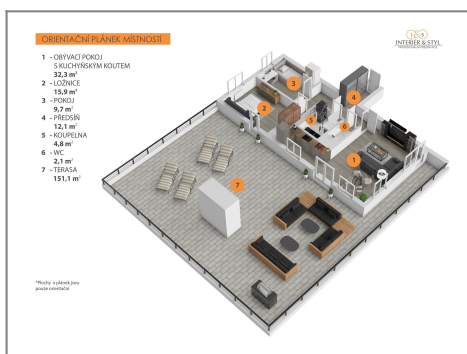 ORIENTAČNÍ PLÁNEK MÍSTNOSTÍ
INTERIÉR & STYL
1 - OBÝVACÍ POKOJ
S KUCHYŇSKÝM KOUTEM
32,3 m²
2 - LOŽNICE
15,9 m²
3 - POKOJ
9,7 m²
4 - PŘEDSÍŇ
12,1 m²
5 - KOUPELNA
4,8 m²
6 - WC
2,1 m²
7 - TERASA
151,1 m²
3
4
2
5
6
1
7
*Plochy a plánek jsou
pouze orientační